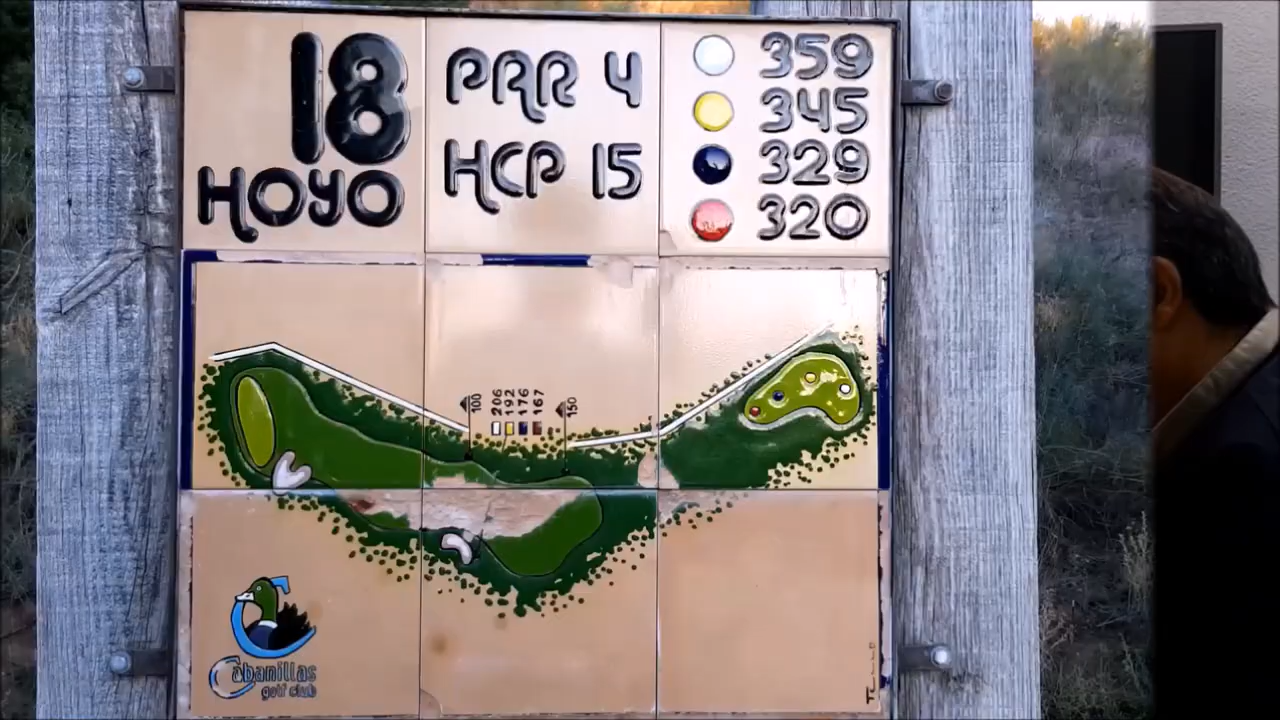 18
HOYO
PAR 4
HCP 15
359
345
329
320
100
206
192
176
167
150
Cabanillas
golf club